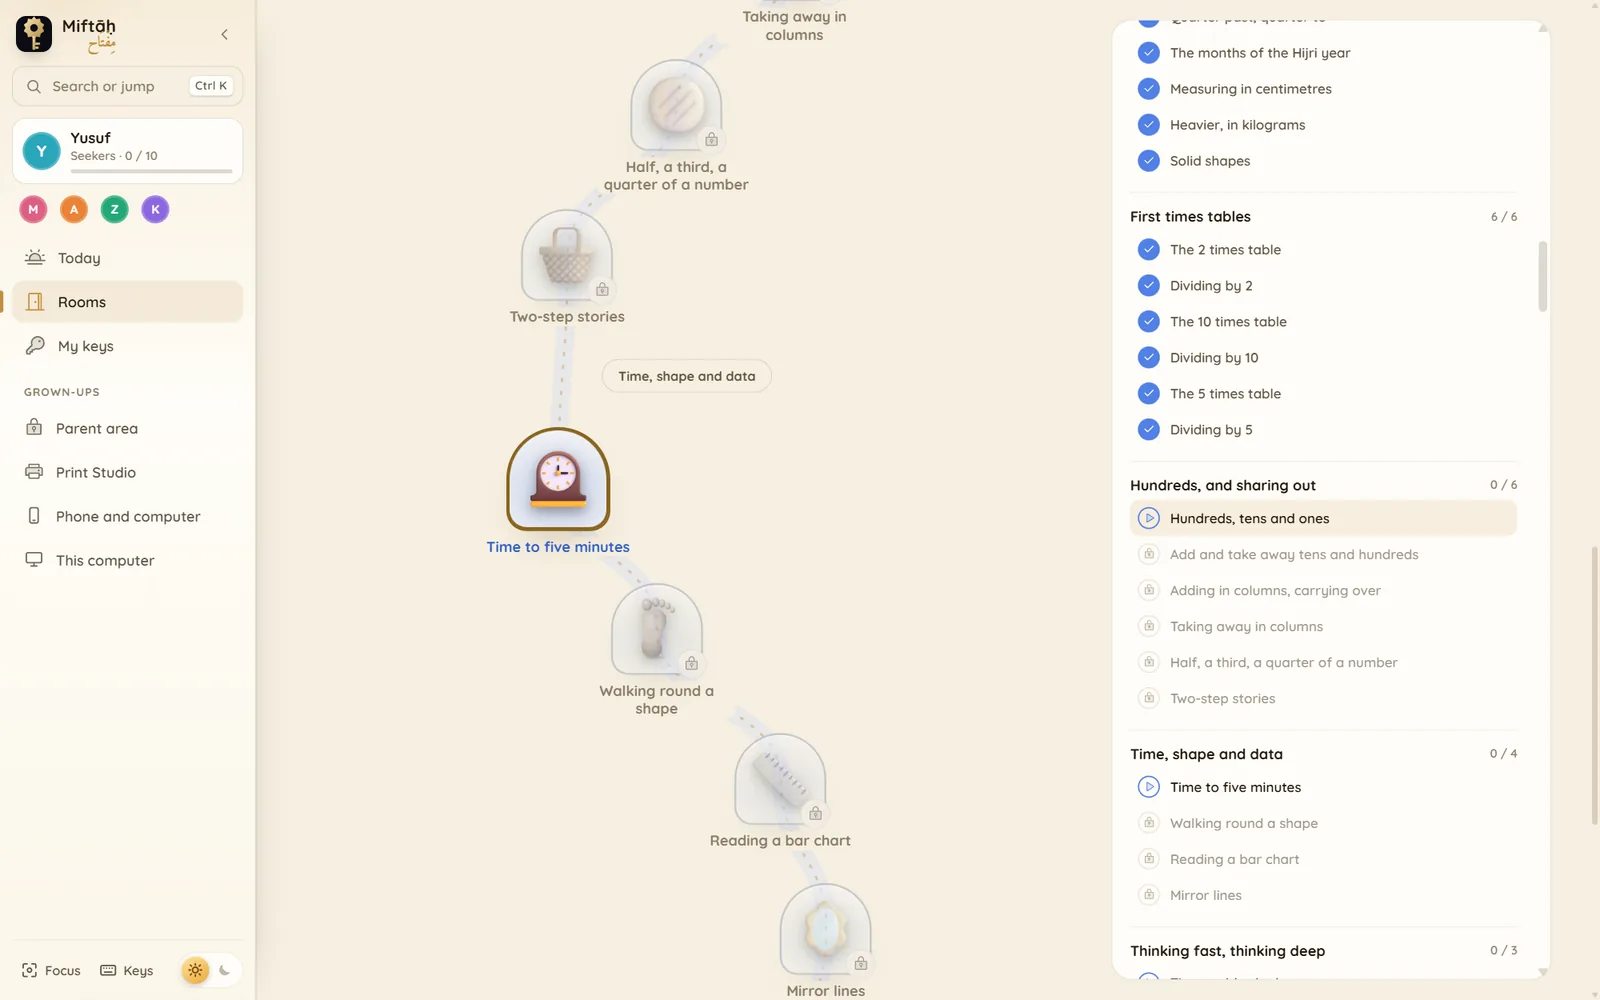 Miftāḥ
مفتاح
Search or jump
Ctrl K
Y
Yusuf
Seekers · 0 / 10
M
A
Z
K
Today
Rooms
My keys
GROWN-UPS
Parent area
Print Studio
Phone and computer
This computer
Focus
Keys
Taking away in
columns
Half, a third, a
quarter of a number
Two-step stories
Time, shape and data
Time to five minutes
Walking round a
shape
Reading a bar chart
Mirror lines
Quarter past, quarter to
The months of the Hijri year
Measuring in centimetres
Heavier, in kilograms
Solid shapes
First times tables
6 / 6
The 2 times table
Dividing by 2
The 10 times table
Dividing by 10
The 5 times table
Dividing by 5
Hundreds, and sharing out
0 / 6
Hundreds, tens and ones
Add and take away tens and hundreds
Adding in columns, carrying over
Taking away in columns
Half, a third, a quarter of a number
Two-step stories
Time, shape and data
0 / 4
Time to five minutes
Walking round a shape
Reading a bar chart
Mirror lines
Thinking fast, thinking deep
0 / 3